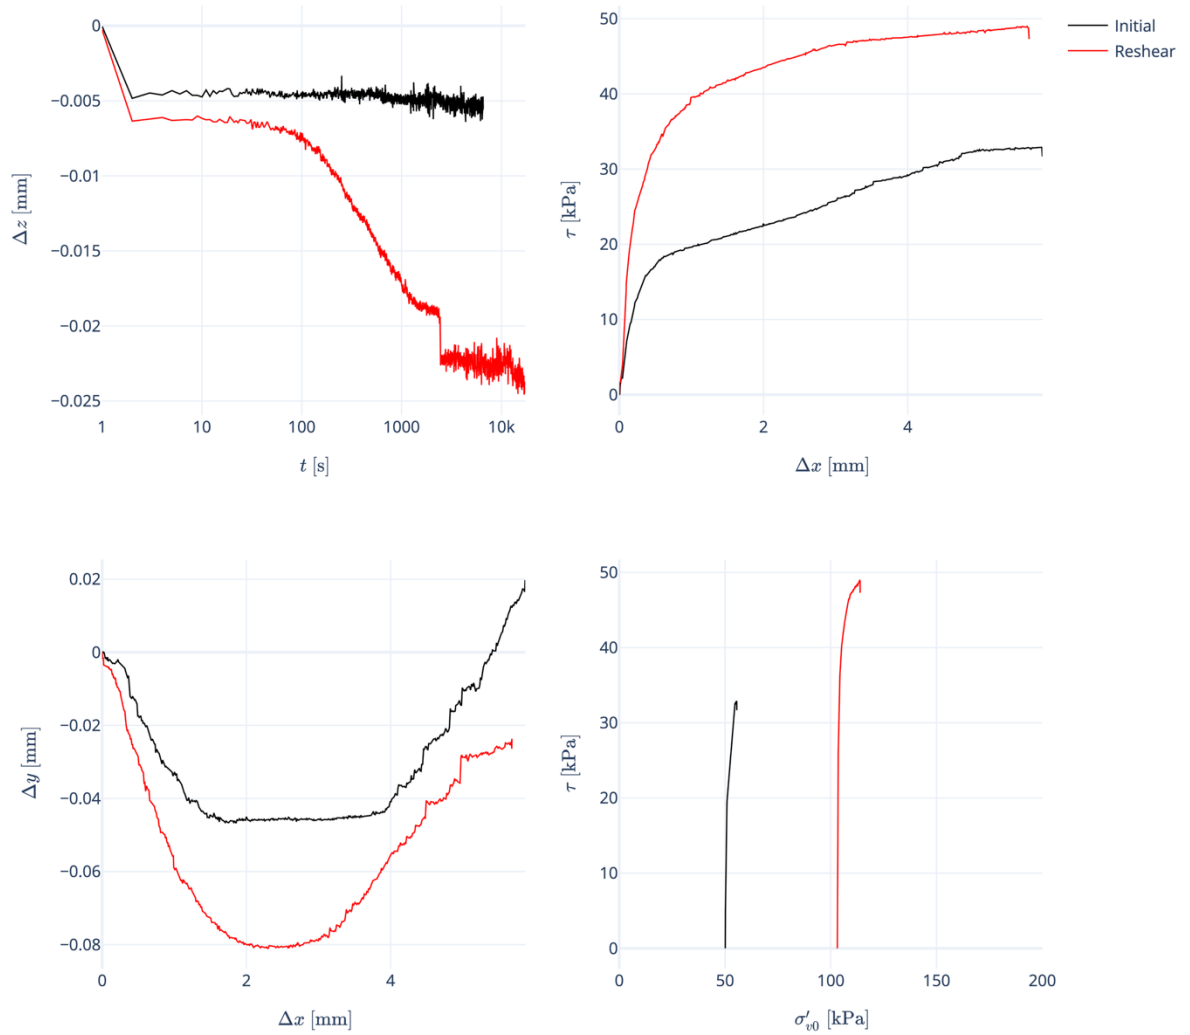 0
−0.005
−0.01
−0.015
−0.02
−0.025
Δz [mm]
1 10 100 1000 10k
t [s]
50
40
30
20
10
0
τ [kPa]
0 2 4
Δx [mm]
Initial
Reshear
0.02
0
−0.02
−0.04
−0.06
−0.08
Δy [mm]
0 2 4
Δx [mm]
50
40
30
20
10
0
τ [kPa]
0 50 100 150 200
σ′v0 [kPa]